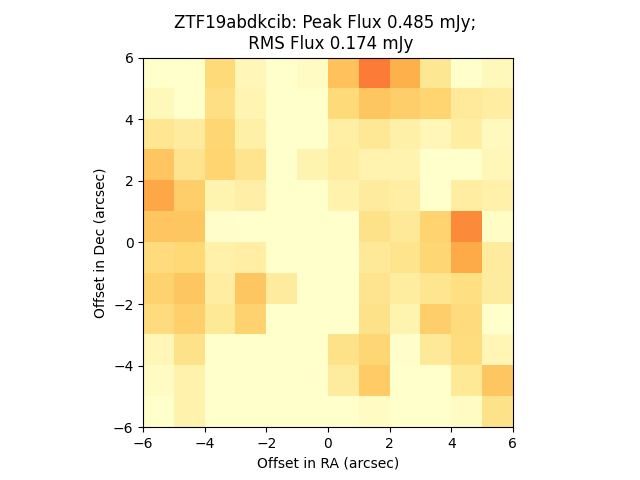 ZTF19abdkcib: Peak Flux 0.485 mJy;
RMS Flux 0.174 mJy
6
4
2
0
−2
−4
−6
Offset in Dec (arcsec)
−6 −4 −2 0 2 4 6
Offset in RA (arcsec)